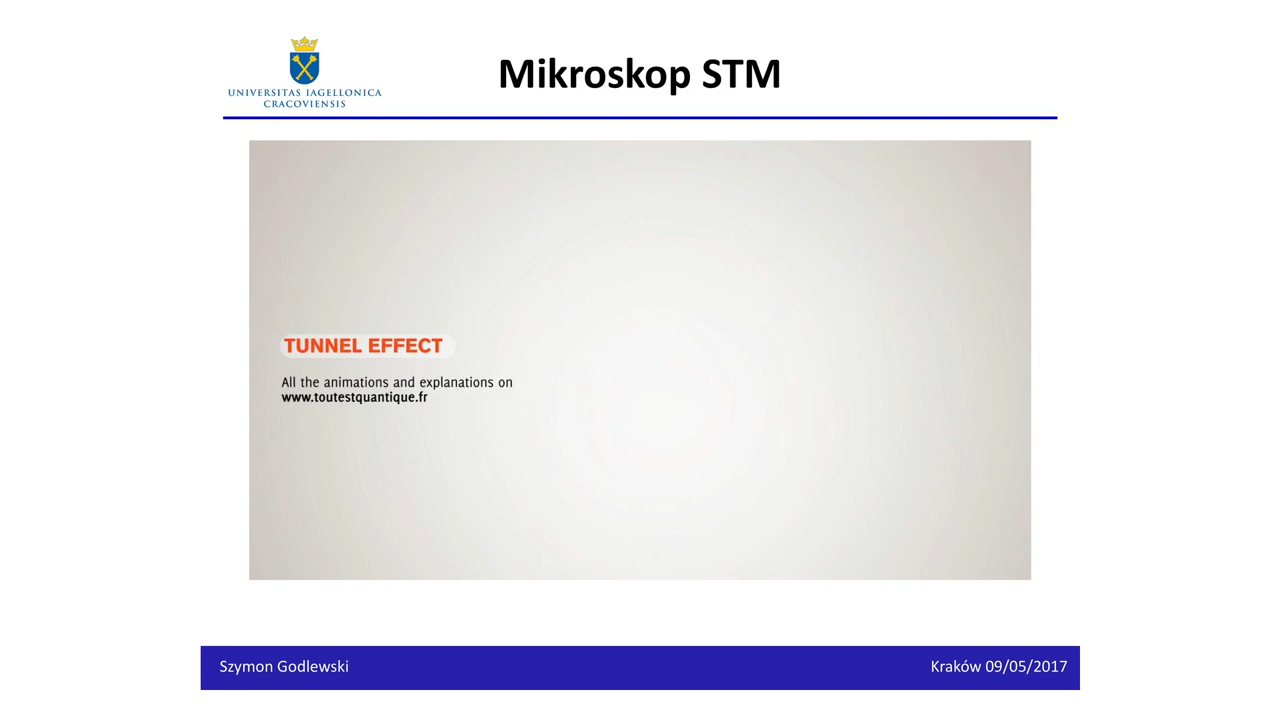 UNIVERSITAS IAGELLONICA
CRACOVIENSIS
Mikroskop STM
TUNNEL EFFECT
All the animations and explanations on
www.toutestquantique.fr
Szymon Godlewski
Kraków 09/05/2017